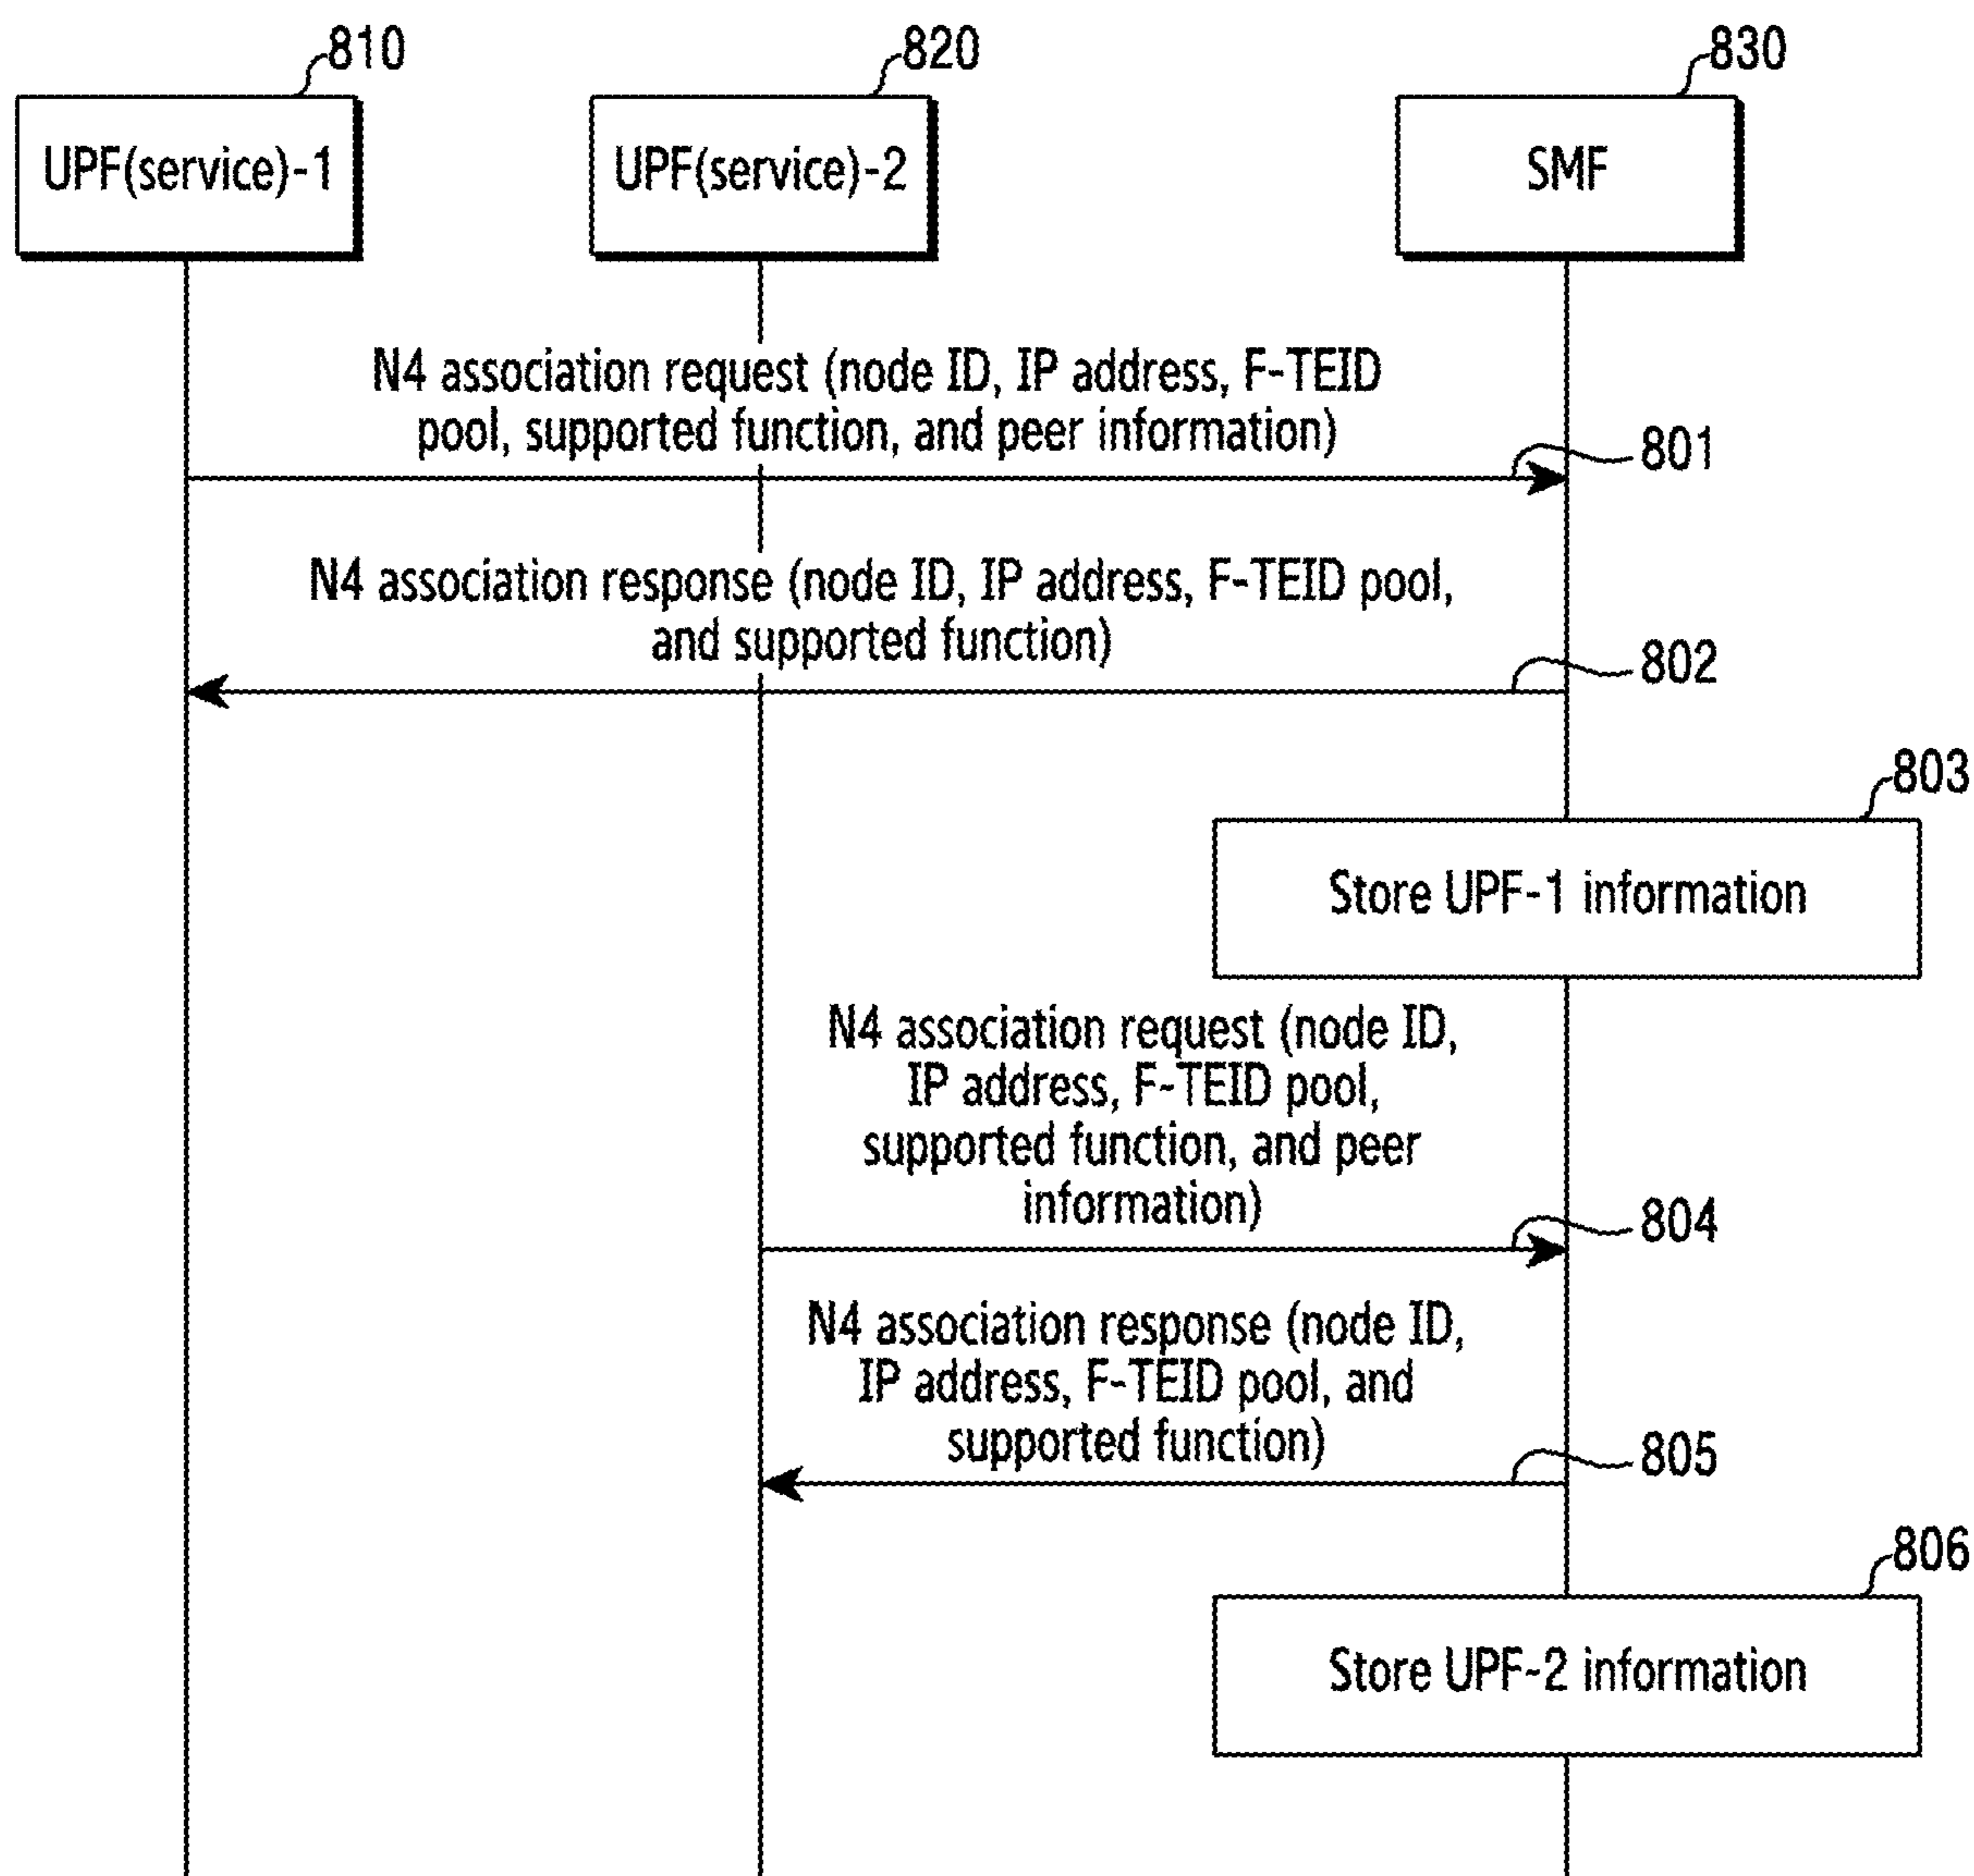 810
820
830
UPF(service)-1
UPF(service)-2
SMF
N4 association request (node ID, IP address, F-TEID
pool, supported function, and peer information)
801
N4 association response (node ID, IP address, F-TEID pool,
and supported function)
802
803
Store UPF-1 information
N4 association request (node ID,
IP address, F-TEID pool,
supported function, and peer
information)
804
N4 association response (node ID,
IP address, F-TEID pool, and
supported function)
805
806
Store UPF-2 information